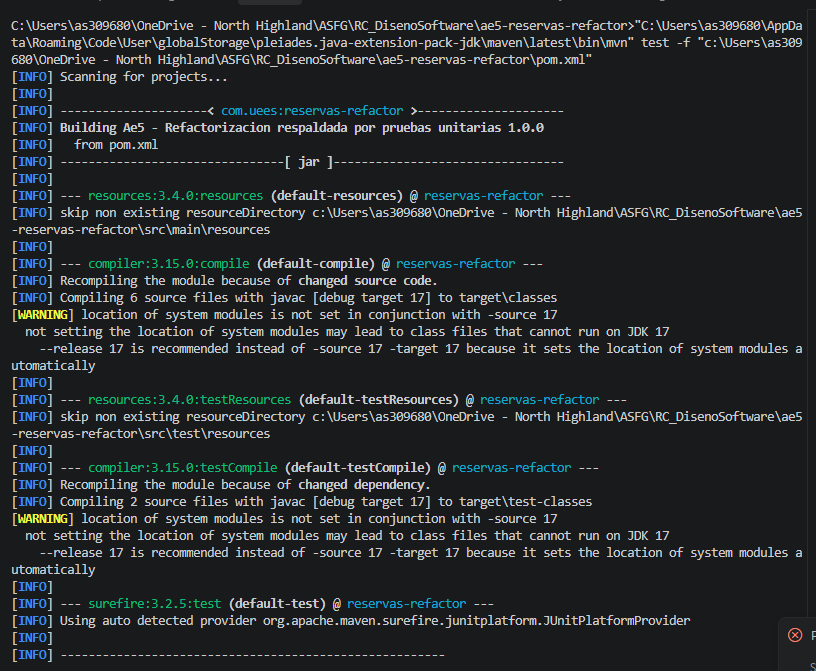 C:\Users\as309680\OneDrive - North Highland\ASFG\RC_DisenoSoftware\ae5-reservas-refactor>"C:\Users\as309680\AppDa
ta\Roaming\Code\User\globalStorage\pleiades.java-extension-pack-jdk\maven\latest\bin\mvn" test -f "c:\Users\as309
680\OneDrive - North Highland\ASFG\RC_DisenoSoftware\ae5-reservas-refactor\pom.xml"
[INFO] Scanning for projects...
[INFO]
[INFO] ---------------------< com.uees:reservas-refactor >---------------------
[INFO] Building Ae5 - Refactorizacion respaldada por pruebas unitarias 1.0.0
[INFO]   from pom.xml
[INFO] --------------------------------[ jar ]---------------------------------
[INFO]
[INFO] --- resources:3.4.0:resources (default-resources) @ reservas-refactor ---
[INFO] skip non existing resourceDirectory c:\Users\as309680\OneDrive - North Highland\ASFG\RC_DisenoSoftware\ae5
-reservas-refactor\src\main\resources
[INFO]
[INFO] --- compiler:3.15.0:compile (default-compile) @ reservas-refactor ---
[INFO] Recompiling the module because of changed source code.
[INFO] Compiling 6 source files with javac [debug target 17] to target\classes
[WARNING] location of system modules is not set in conjunction with -source 17
  not setting the location of system modules may lead to class files that cannot run on JDK 17
    --release 17 is recommended instead of -source 17 -target 17 because it sets the location of system modules a
utomatically
[INFO]
[INFO] --- resources:3.4.0:testResources (default-testResources) @ reservas-refactor ---
[INFO] skip non existing resourceDirectory c:\Users\as309680\OneDrive - North Highland\ASFG\RC_DisenoSoftware\ae5
-reservas-refactor\src\test\resources
[INFO]
[INFO] --- compiler:3.15.0:testCompile (default-testCompile) @ reservas-refactor ---
[INFO] Recompiling the module because of changed dependency.
[INFO] Compiling 2 source files with javac [debug target 17] to target\test-classes
[WARNING] location of system modules is not set in conjunction with -source 17
  not setting the location of system modules may lead to class files that cannot run on JDK 17
    --release 17 is recommended instead of -source 17 -target 17 because it sets the location of system modules a
utomatically
[INFO]
[INFO] --- surefire:3.2.5:test (default-test) @ reservas-refactor ---
[INFO] Using auto detected provider org.apache.maven.surefire.junitplatform.JUnitPlatformProvider
[INFO]
[INFO] -------------------------------------------------------